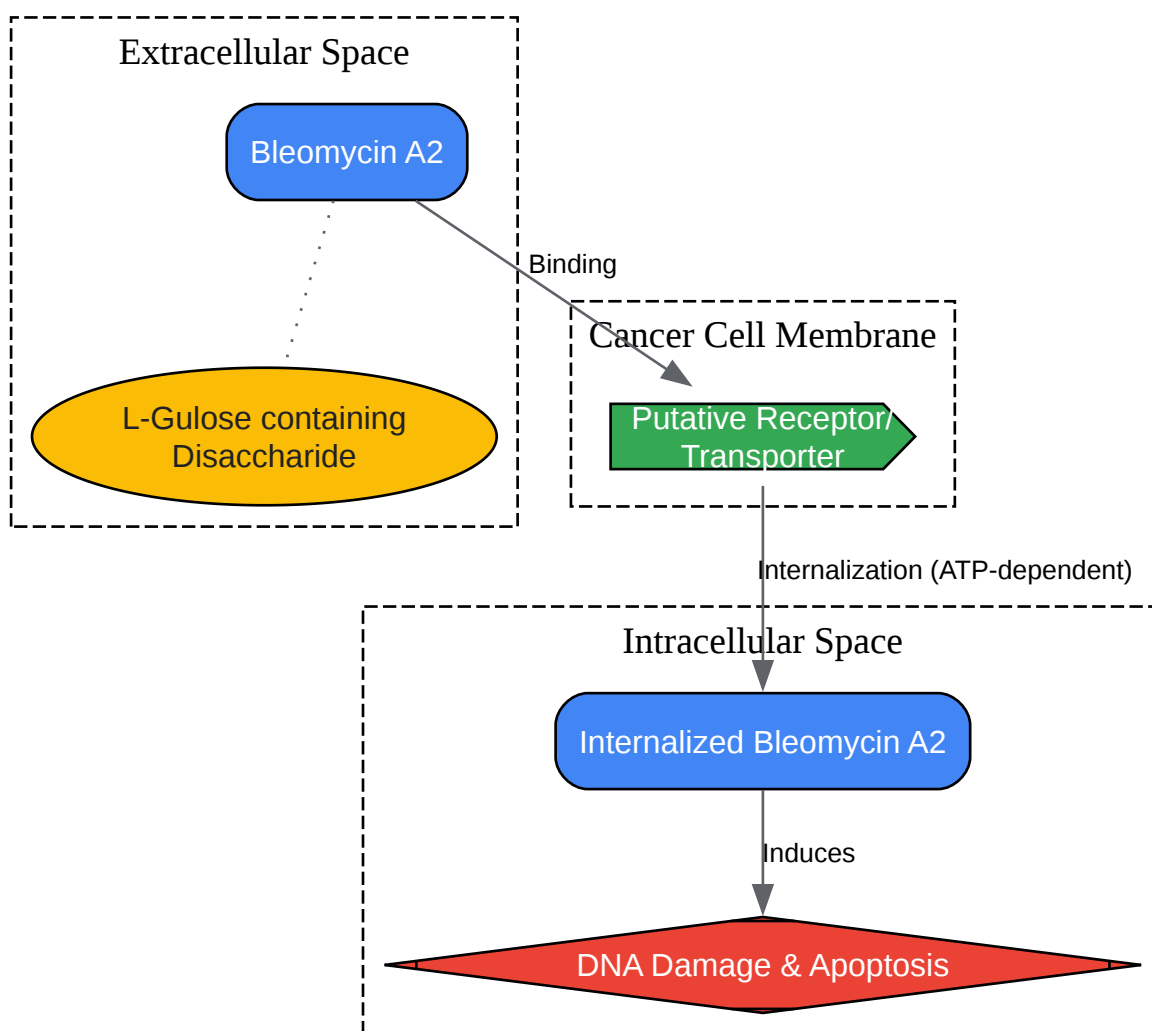 Extracellular Space
Bleomycin A2
Binding
L-Gulose containing
Disaccharide
Cancer Cell Membrane
Putative Receptor/
Transporter
Internalization (ATP-dependent)
Intracellular Space
Internalized Bleomycin A2
Induces
DNA Damage & Apoptosis